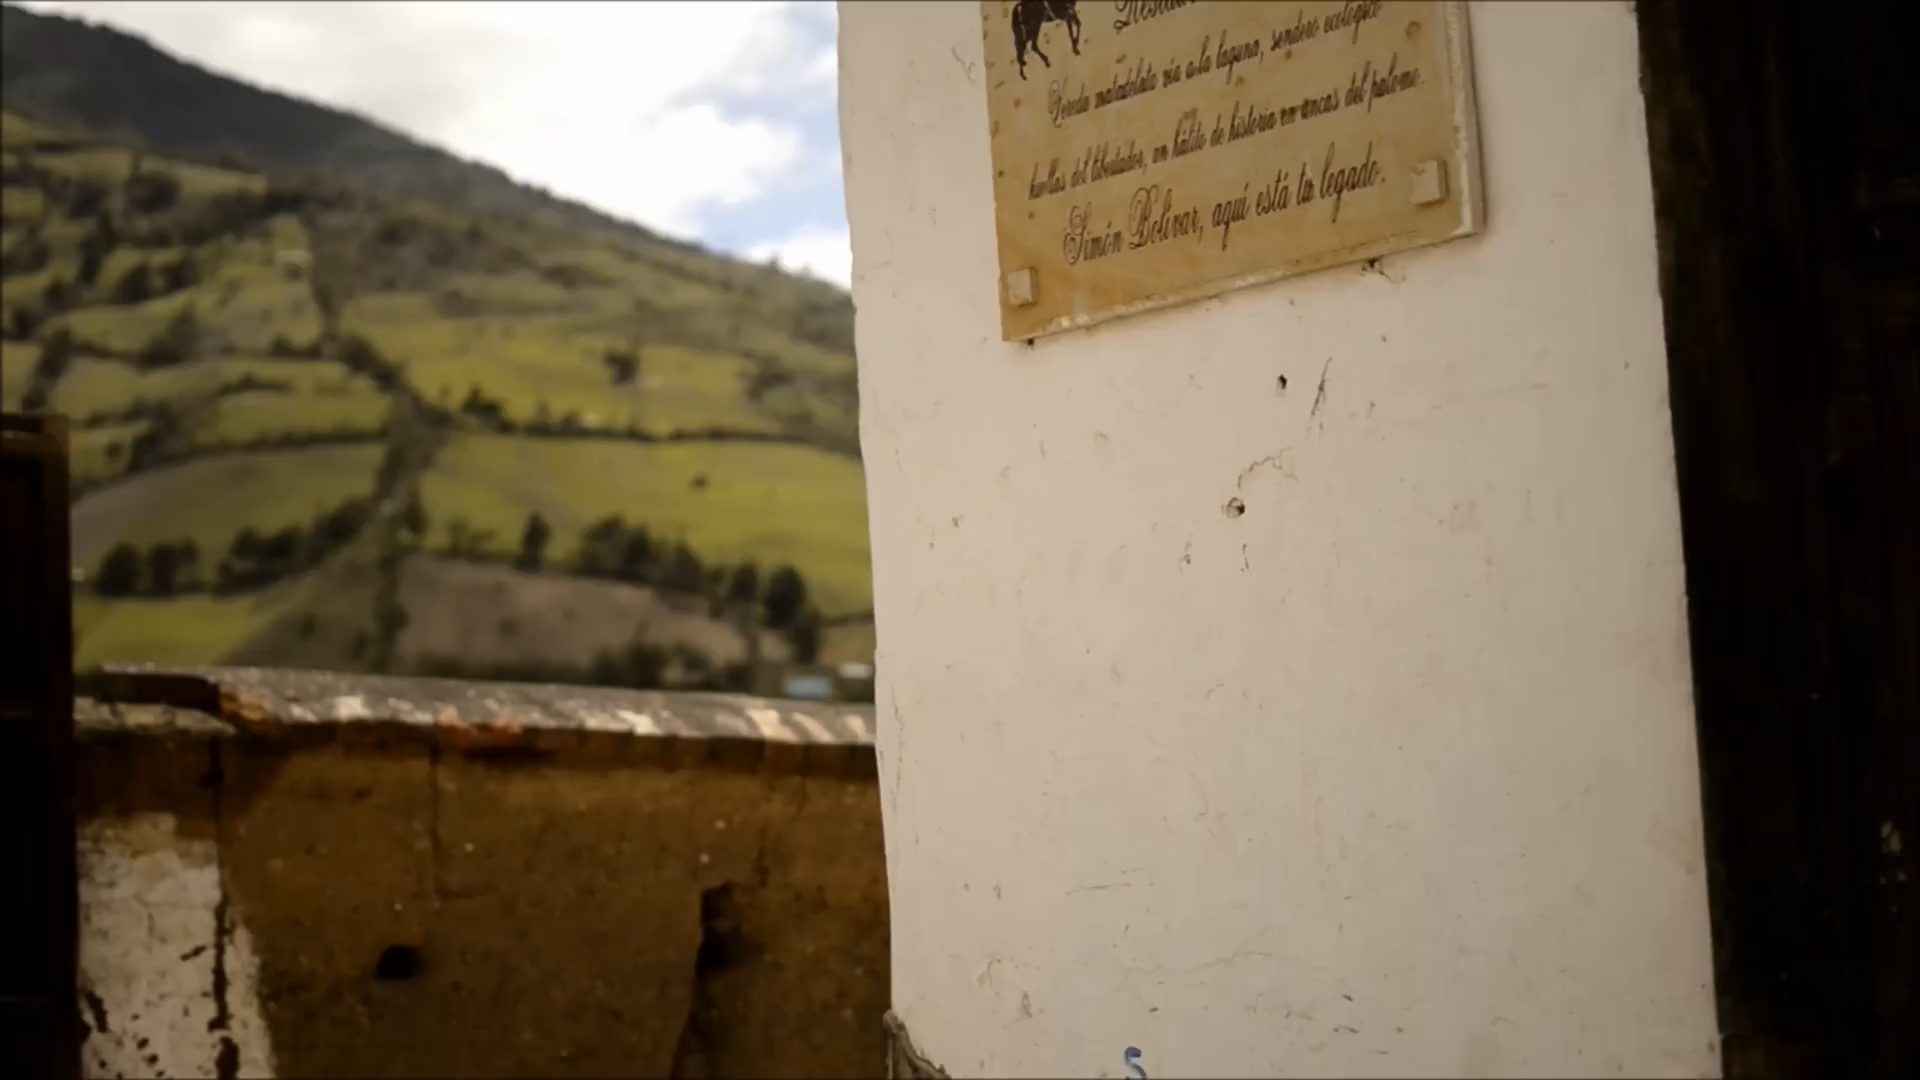 Vereda matadelato via a la laguna, sendero ecológico
huellas del libertador, un hálito de historia en ancas del palomo.
Simón Bolívar, aquí está tu legado.
S